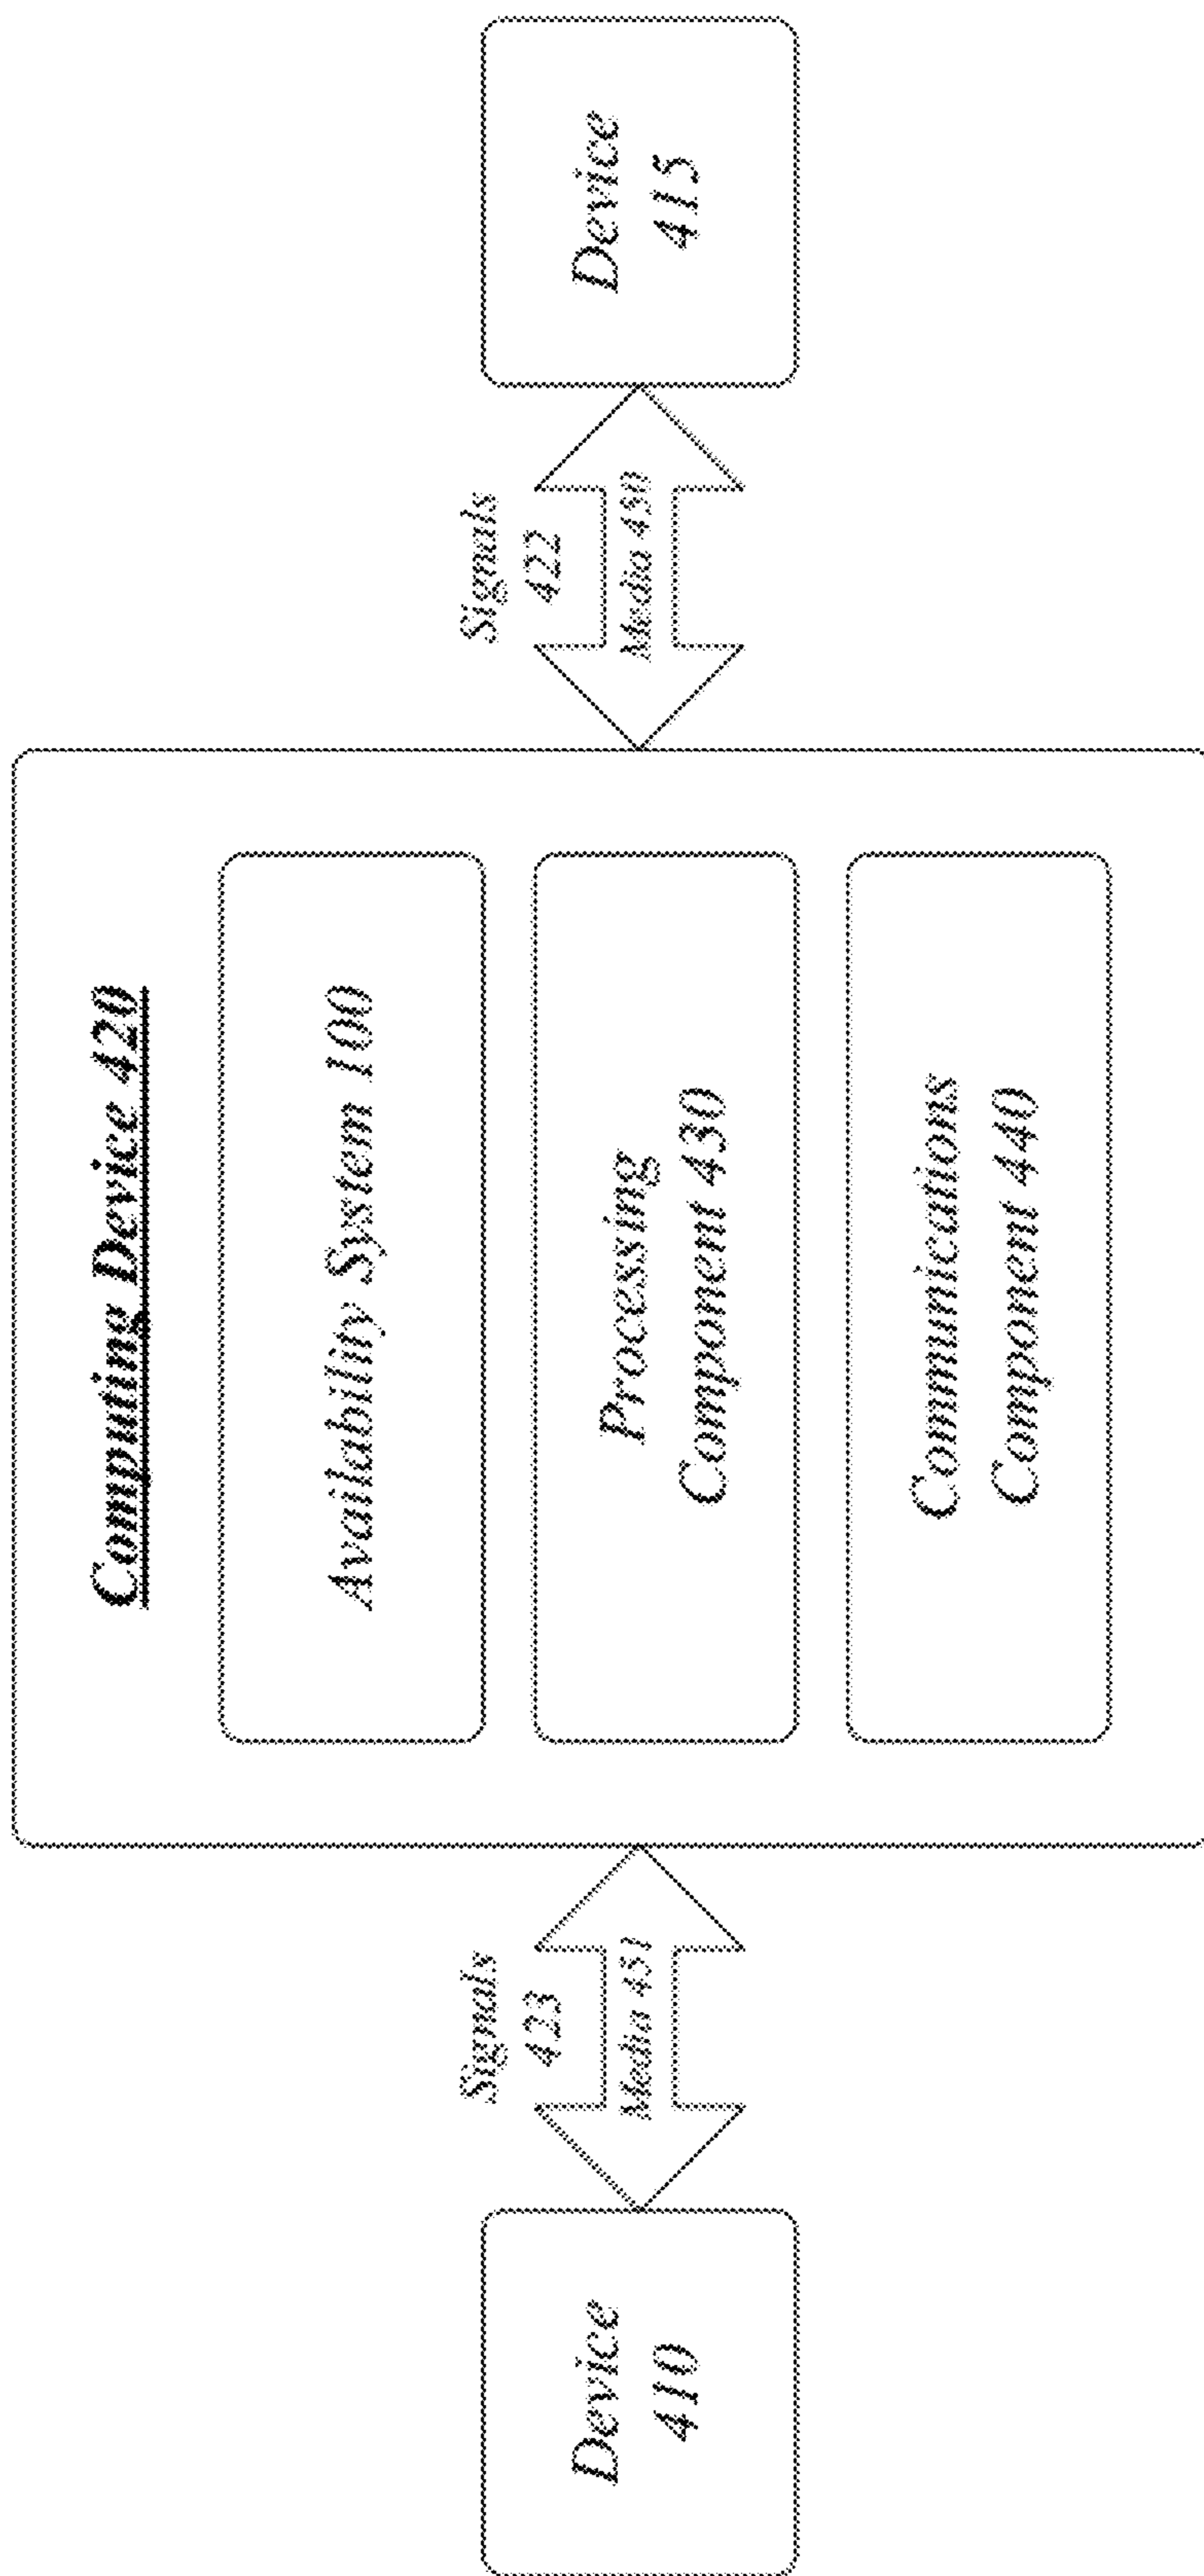 Computing Device 420
Availability System 100
Processing
Component 430
Communications
Component 440
Device
410
Signals
423
Media 451
Signals
422
Media 450
Device
415